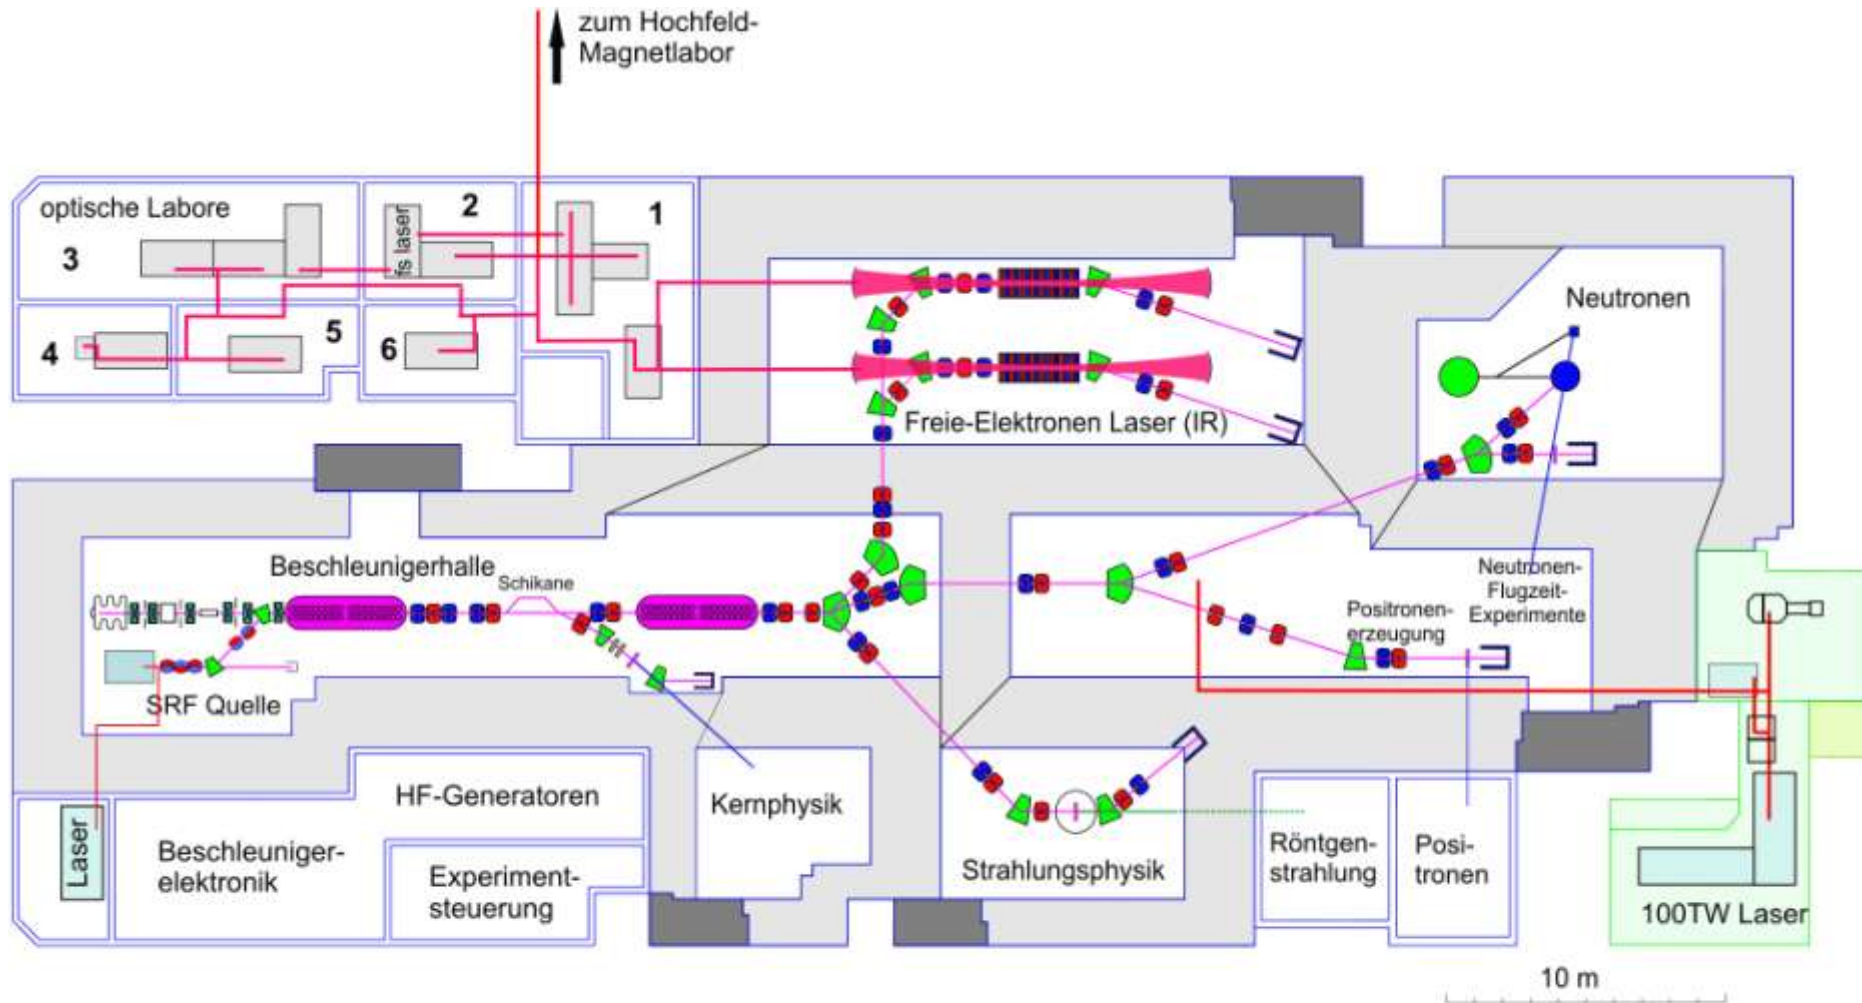 zum Hochfeld-
Magnetlabor
optische Labore
1
2
3
fs laser
4
5
6
Neutronen
Freie-Elektronen Laser (IR)
Beschleunigerhalle
Schikane
Neutronen-
Flugzeit-
Experimente
Positronen-
erzeugung
SRF Quelle
HF-Generatoren
Kernphysik
Laser
Beschleuniger-
elektronik
Experiment-
steuerung
Strahlungsphysik
Röntgen-
strahlung
Posi-
tronen
100TW Laser
10 m